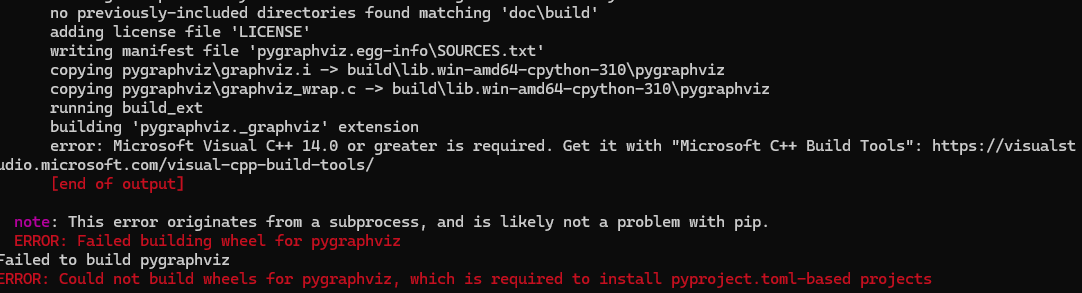 no previously-included directories found matching 'doc\build'
adding license file 'LICENSE'
writing manifest file 'pygraphviz.egg-info\SOURCES.txt'
copying pygraphviz\graphviz.i -> build\lib.win-amd64-cpython-310\pygraphviz
copying pygraphviz\graphviz_wrap.c -> build\lib.win-amd64-cpython-310\pygraphviz
running build_ext
building 'pygraphviz._graphviz' extension
error: Microsoft Visual C++ 14.0 or greater is required. Get it with "Microsoft C++ Build Tools": https://visualst
udio.microsoft.com/visual-cpp-build-tools/
[end of output]
note: This error originates from a subprocess, and is likely not a problem with pip.
ERROR: Failed building wheel for pygraphviz
Failed to build pygraphviz
ERROR: Could not build wheels for pygraphviz, which is required to install pyproject.toml-based projects